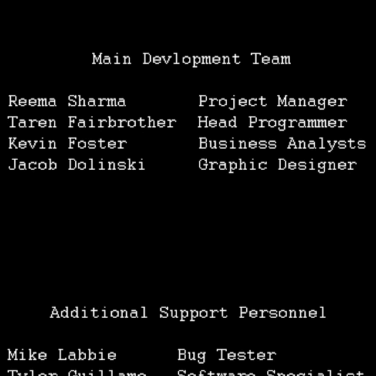 Main Devlopment Team
Reema Sharma Project Manager
Taren Fairbrother Head Programmer
Kevin Foster Business Analysts
Jacob Dolinski Graphic Designer
Additional Support Personnel
Mike Labbie Bug Tester
Tyler Guillame Software Specialist